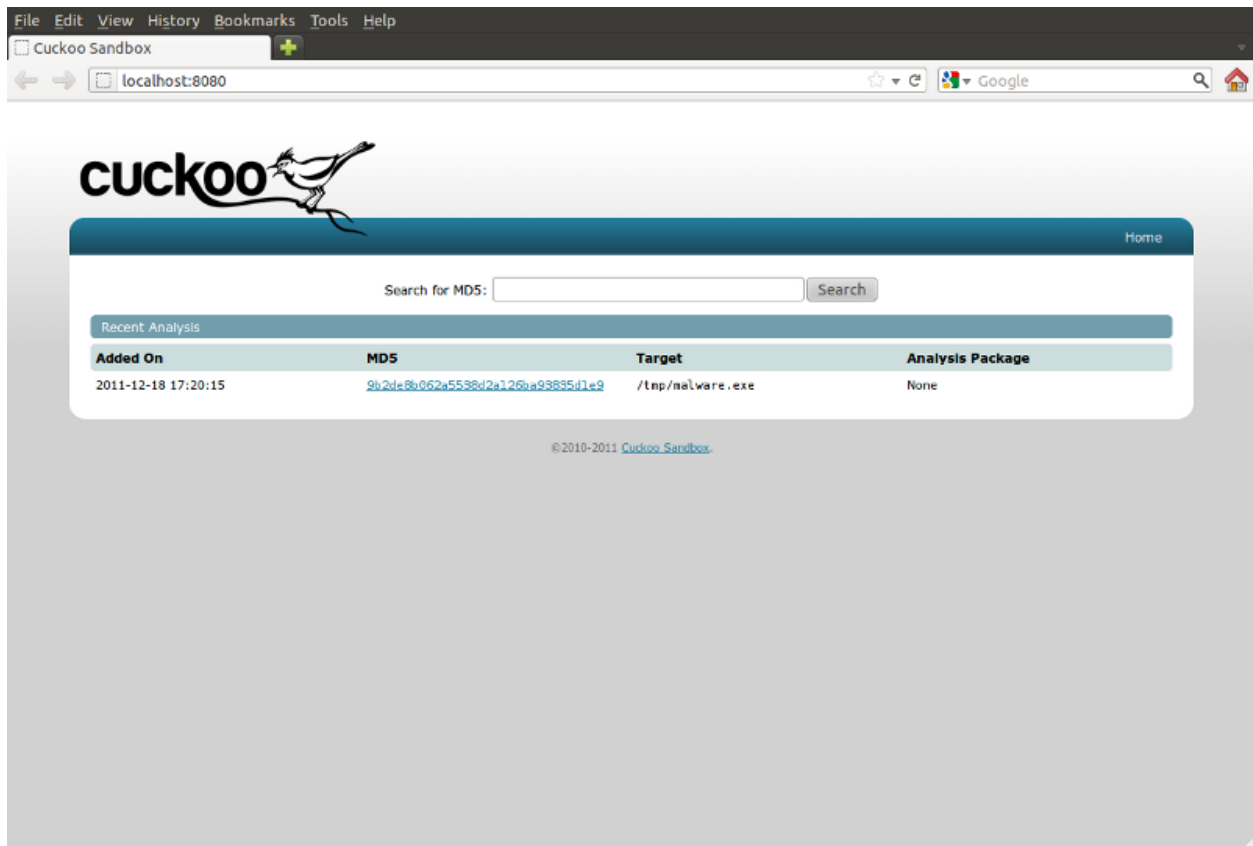 File Edit View History Bookmarks Tools Help
Cuckoo Sandbox
localhost:8080 Google
cuckoo
Home
Search for MD5: Search
Recent Analysis
Added On MD5 Target Analysis Package
2011-12-18 17:20:15 9b2de8b062a5538d2a126ba93835d1e9 /tmp/malware.exe None
©2010-2011 Cuckoo Sandbox.